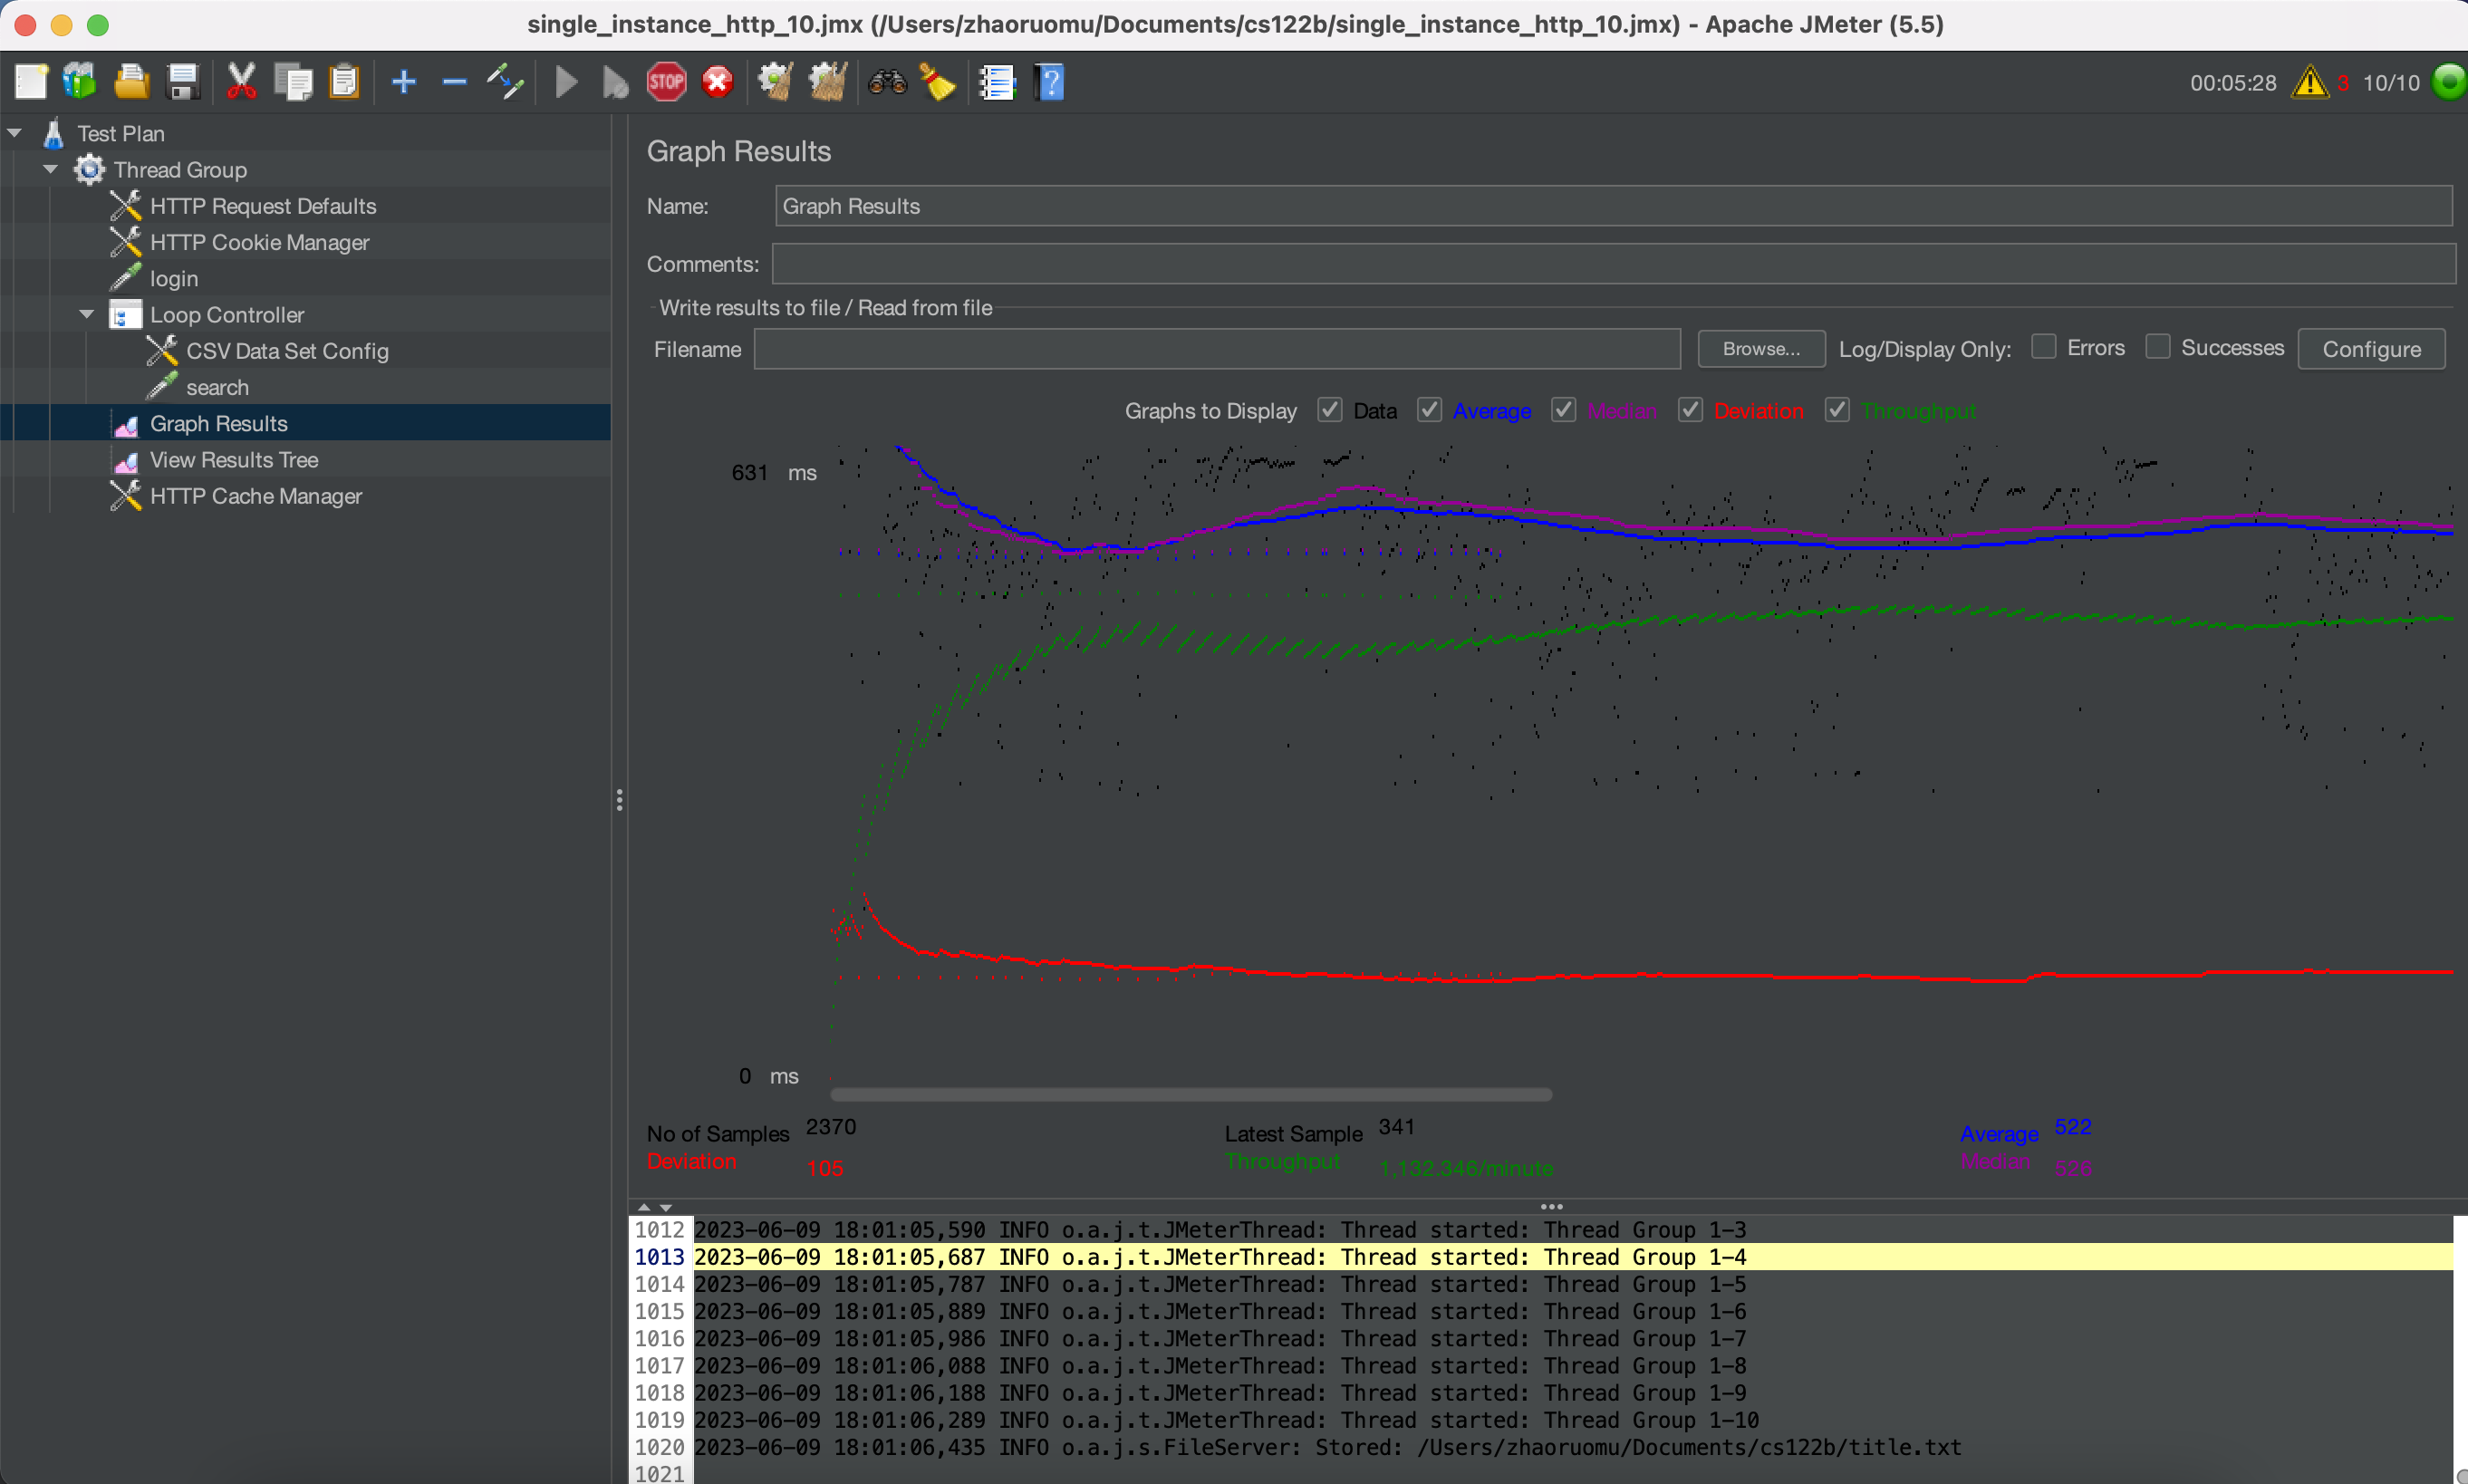 single_instance_http_10.jmx (/Users/zhaoruomu/Documents/cs122b/single_instance_http_10.jmx) - Apache JMeter (5.5)
STOP
?
00:05:28
3
10/10
Test Plan
Thread Group
HTTP Request Defaults
HTTP Cookie Manager
login
Loop Controller
CSV Data Set Config
search
Graph Results
View Results Tree
HTTP Cache Manager
Graph Results
Name: Graph Results
Comments:
Write results to file / Read from file
Filename Browse... Log/Display Only: Errors Successes Configure
Graphs to Display Data Average Median Deviation Throughput
631 ms
0 ms
No of Samples 2370 Latest Sample 341 Average 522
Deviation 105 Throughput 1,132.346/minute Median 526
1012 2023-06-09 18:01:05,590 INFO o.a.j.t.JMeterThread: Thread started: Thread Group 1-3
1013 2023-06-09 18:01:05,687 INFO o.a.j.t.JMeterThread: Thread started: Thread Group 1-4
1014 2023-06-09 18:01:05,787 INFO o.a.j.t.JMeterThread: Thread started: Thread Group 1-5
1015 2023-06-09 18:01:05,889 INFO o.a.j.t.JMeterThread: Thread started: Thread Group 1-6
1016 2023-06-09 18:01:05,986 INFO o.a.j.t.JMeterThread: Thread started: Thread Group 1-7
1017 2023-06-09 18:01:06,088 INFO o.a.j.t.JMeterThread: Thread started: Thread Group 1-8
1018 2023-06-09 18:01:06,188 INFO o.a.j.t.JMeterThread: Thread started: Thread Group 1-9
1019 2023-06-09 18:01:06,289 INFO o.a.j.t.JMeterThread: Thread started: Thread Group 1-10
1020 2023-06-09 18:01:06,435 INFO o.a.j.s.FileServer: Stored: /Users/zhaoruomu/Documents/cs122b/title.txt
1021